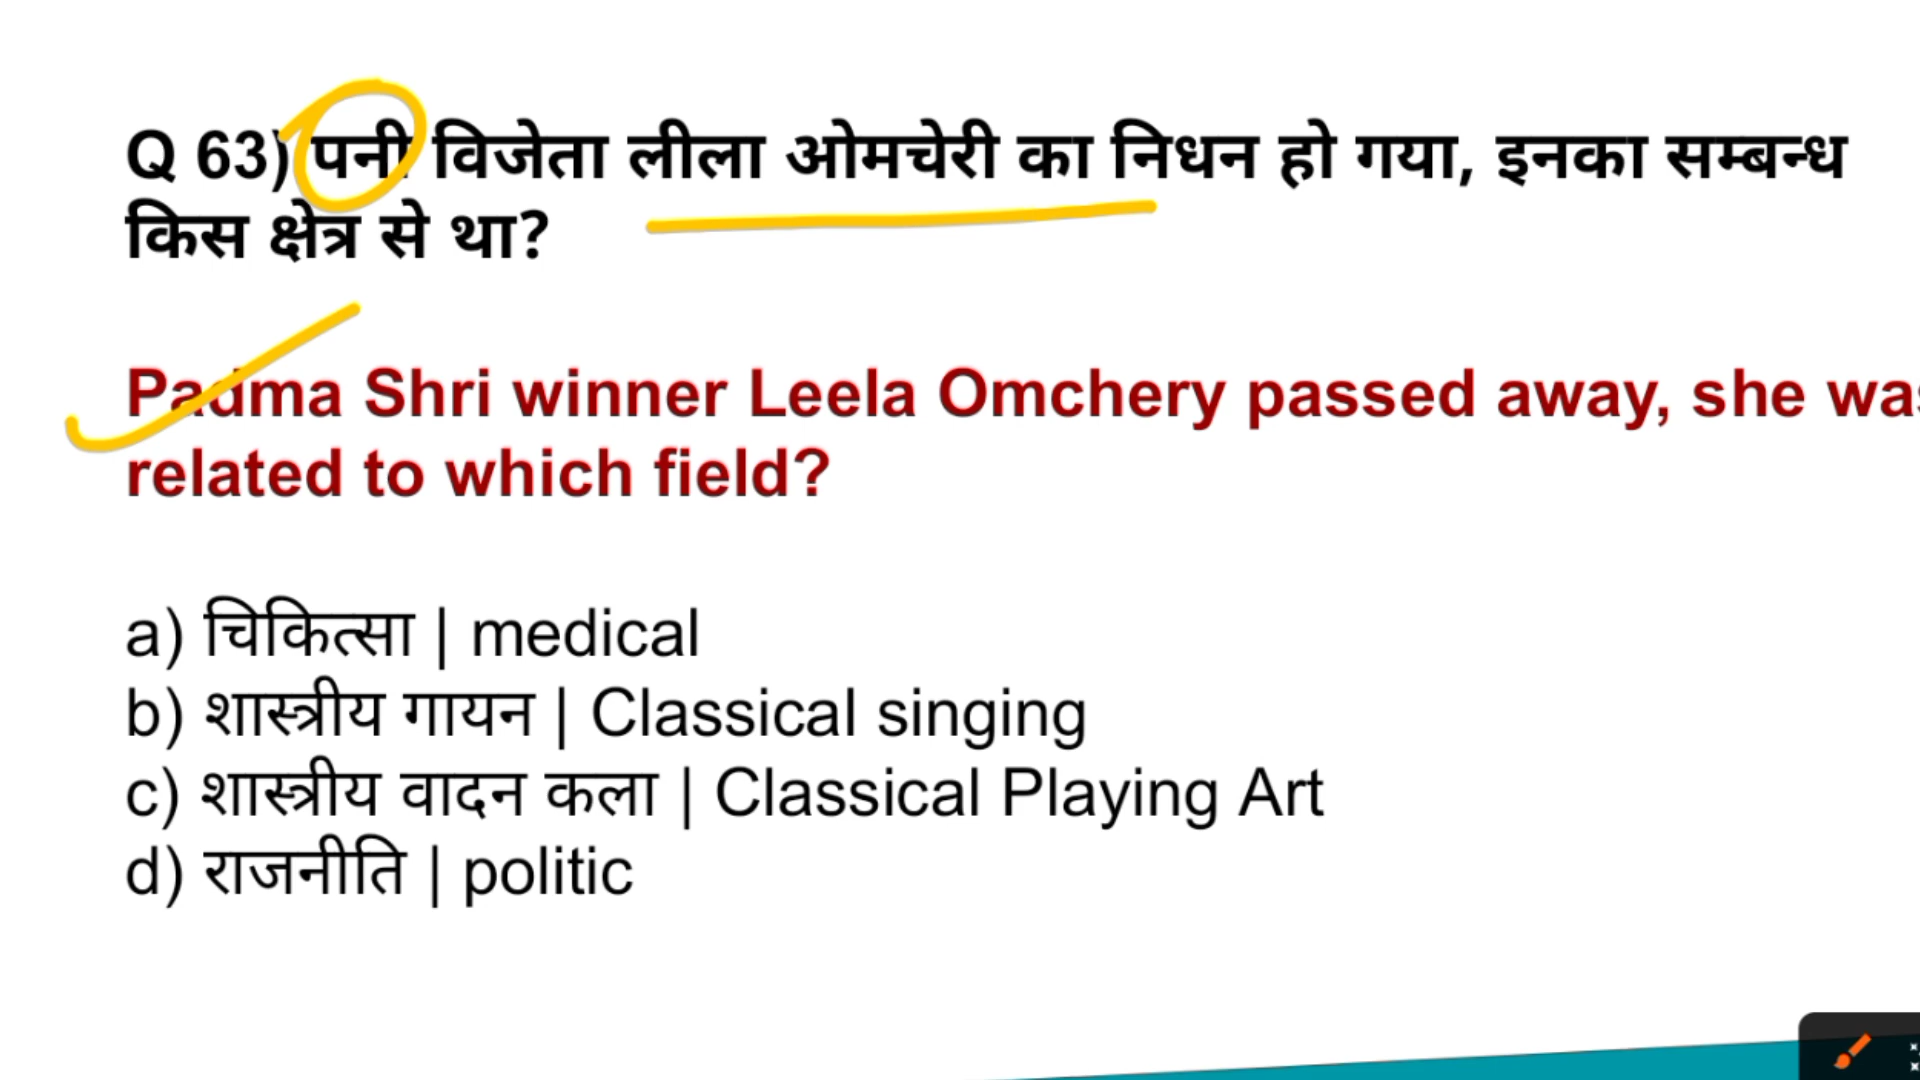 Q 63) पनी विजेता लीला ओमचेरी का निधन हो गया, इनका सम्बन्ध
किस क्षेत्र से था?
Padma Shri winner Leela Omchery passed away, she was
related to which field?
a) चिकित्सा | medical
b) शास्त्रीय गायन | Classical singing
c) शास्त्रीय वादन कला | Classical Playing Art
d) राजनीति | politic